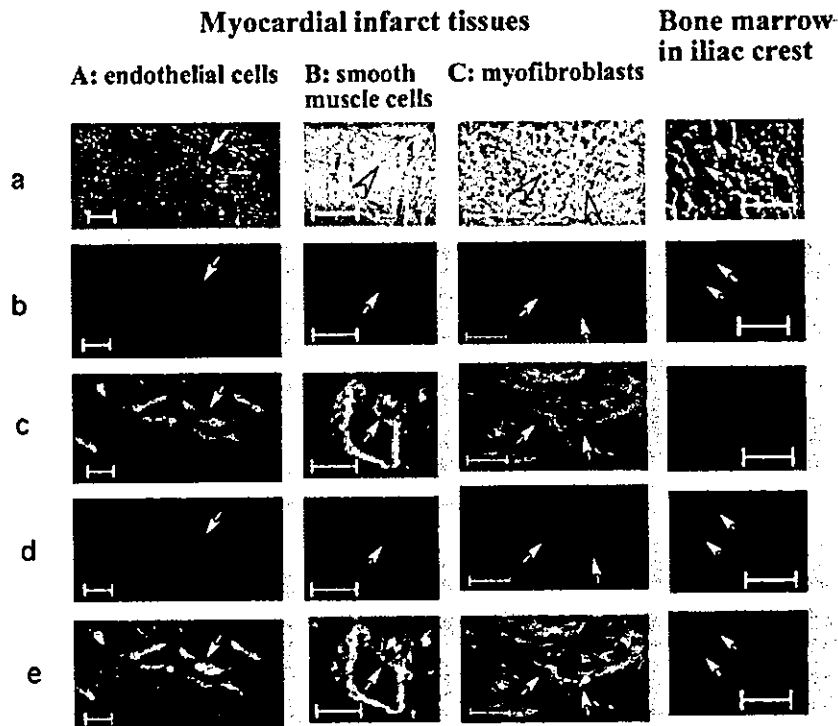 Myocardial infarct tissues
Bone marrow
in iliac crest
A: endothelial cells
B: smooth
muscle cells
C: myofibroblasts
a
b
c
d
e